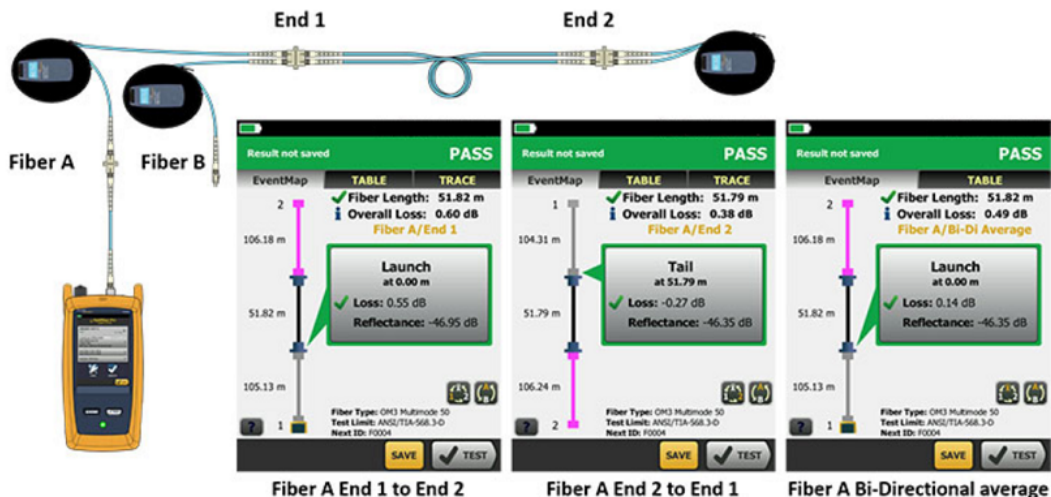 End 1
End 2
Fiber A
Fiber B
Result not saved PASS
EventMap TABLE TRACE
2
Fiber Length: 51.82 m
Overall Loss: 0.60 dB
Fiber A/End 1
106.18 m
Launch
at 0.00 m
Loss: 0.55 dB
Reflectance: -46.95 dB
51.82 m
105.13 m
Fiber Type: OM3 Multimode 50
Test Limit: ANSI/TIA-568.3-D
Next ID: F0004
? 1
SAVE TEST
Fiber A End 1 to End 2
Result not saved PASS
EventMap TABLE TRACE
1
Fiber Length: 51.79 m
Overall Loss: 0.38 dB
Fiber A/End 2
104.31 m
Tail
at 51.79 m
Loss: -0.27 dB
Reflectance: -46.35 dB
51.79 m
106.24 m
Fiber Type: OM3 Multimode 50
Test Limit: ANSI/TIA-568.3-D
Next ID: F0004
2
SAVE TEST
Fiber A End 2 to End 1
Result not saved PASS
EventMap TABLE
2
Fiber Length: 51.82 m
Overall Loss: 0.49 dB
Fiber A/Bi-Di Average
106.18 m
Launch
at 0.00 m
Loss: 0.14 dB
Reflectance: -46.35 dB
51.82 m
105.13 m
Fiber Type: OM3 Multimode 50
Test Limit: ANSI/TIA-568.3-D
Next ID: F0004
? 1
SAVE TEST
Fiber A Bi-Directional average